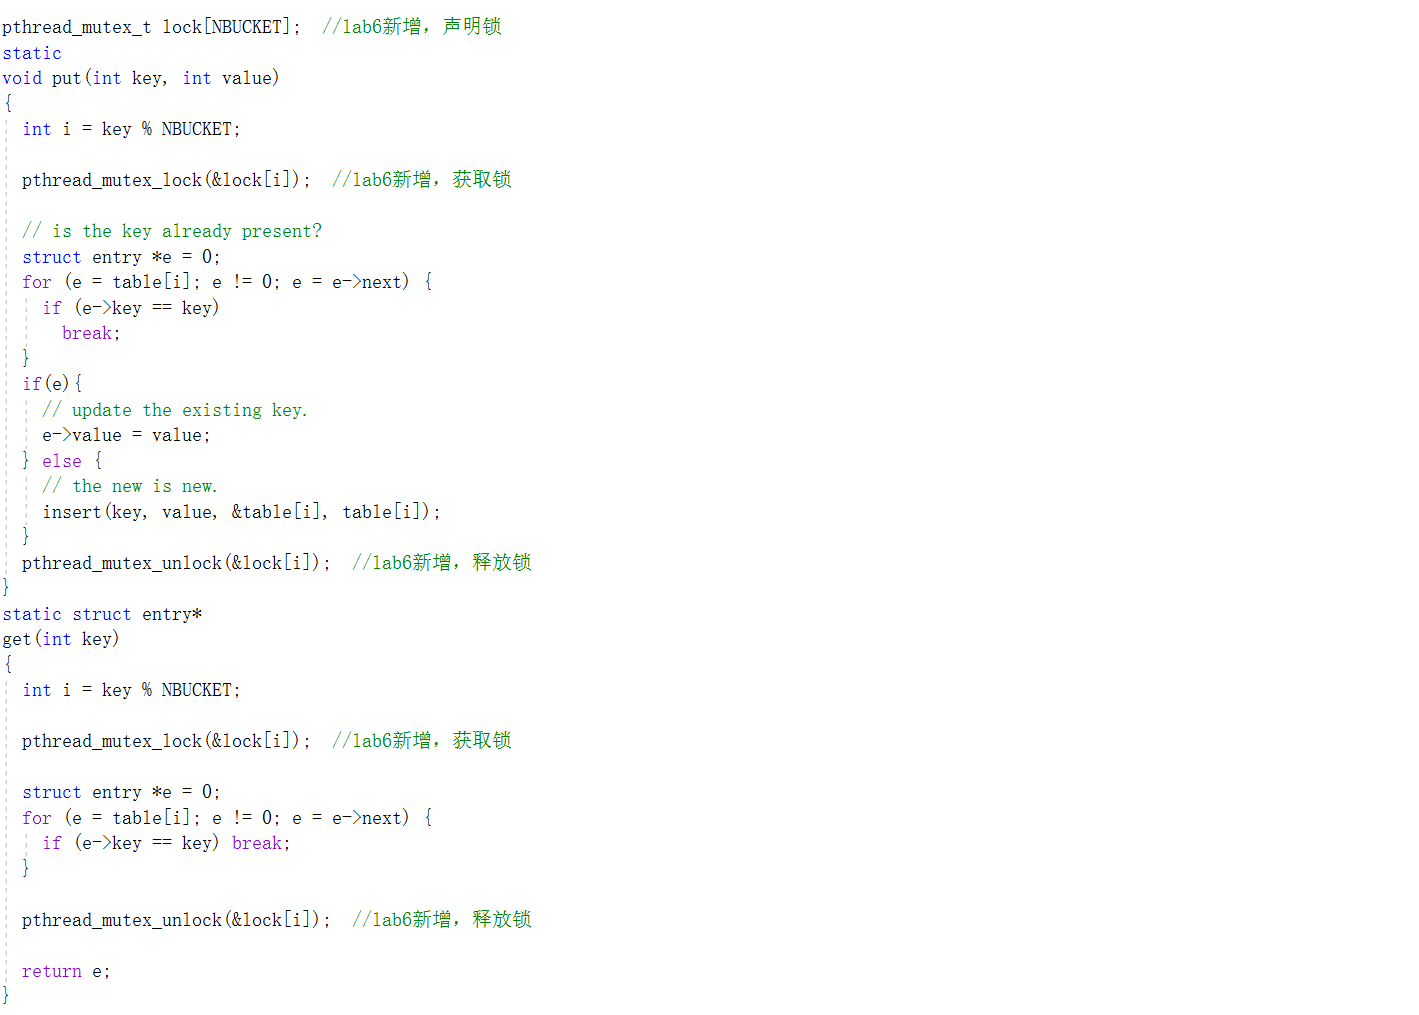 pthread_mutex_t lock[NBUCKET];  //lab6新增，声明锁
static
void put(int key, int value)
{
  int i = key % NBUCKET;

  pthread_mutex_lock(&lock[i]);  //lab6新增，获取锁

  // is the key already present?
  struct entry *e = 0;
  for (e = table[i]; e != 0; e = e->next) {
    if (e->key == key)
      break;
  }
  if(e){
    // update the existing key.
    e->value = value;
  } else {
    // the new is new.
    insert(key, value, &table[i], table[i]);
  }
  pthread_mutex_unlock(&lock[i]);  //lab6新增，释放锁
}
static struct entry*
get(int key)
{
  int i = key % NBUCKET;

  pthread_mutex_lock(&lock[i]);  //lab6新增，获取锁

  struct entry *e = 0;
  for (e = table[i]; e != 0; e = e->next) {
    if (e->key == key) break;
  }

  pthread_mutex_unlock(&lock[i]);  //lab6新增，释放锁

  return e;
}